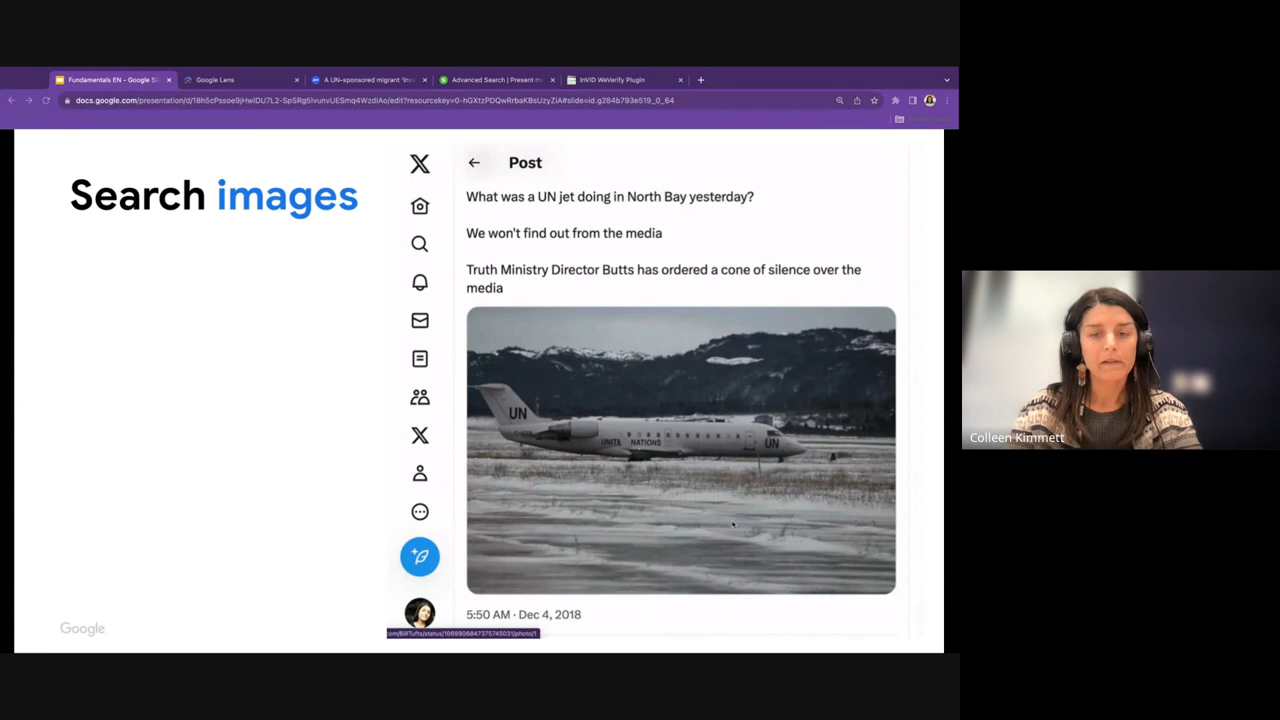 Fundamentals EN - Google Sl
Google Lens
A UN-sponsored migrant 'inv
Advanced Search | Present m
InVID WeVerify Plugin
Search images
Post
What was a UN jet doing in North Bay yesterday?
We won't find out from the media
Truth Ministry Director Butts has ordered a cone of silence over the
media
UN
UNITE NATIONS
UN
5:50 AM · Dec 4, 2018
Google
Colleen Kimmett